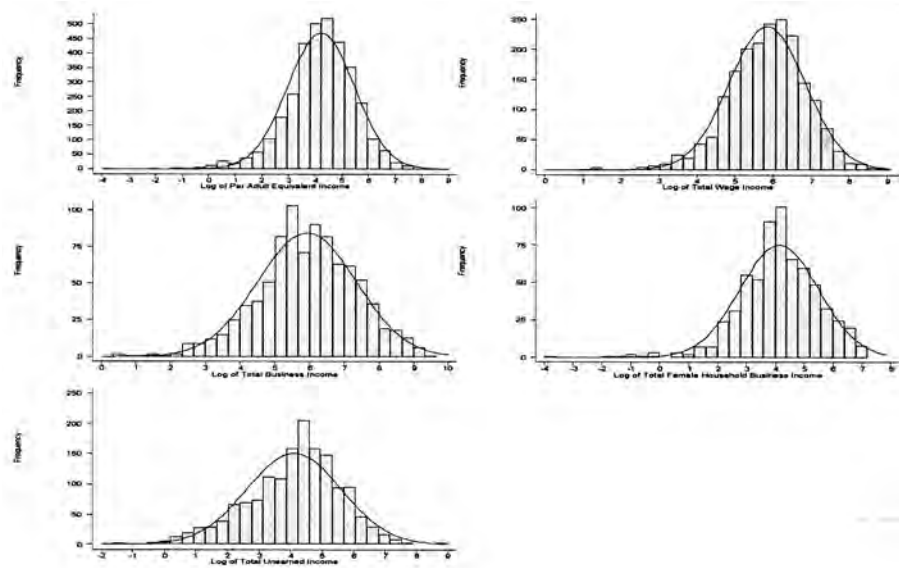 Frequency
500
450
400
350
300
250
200
150
100
50
0
-4 -3 -2 -1 0 1 2 3 4 5 6 7 8 9
Log of Per Adult Equivalent Income
Frequency
250
200
150
100
50
0
0 1 2 3 4 5 6 7 8 9
Log of Total Wage Income
Frequency
100
75
50
25
0
0 1 2 3 4 5 6 7 8 9 10
Log of Total Business Income
Frequency
100
75
50
25
0
-4 -3 -2 -1 0 1 2 3 4 5 6 7 8
Log of Total Female Household Business Income
Frequency
250
200
150
100
50
0
-2 -1 0 1 2 3 4 5 6 7 8 9
Log of Total Unearned Income